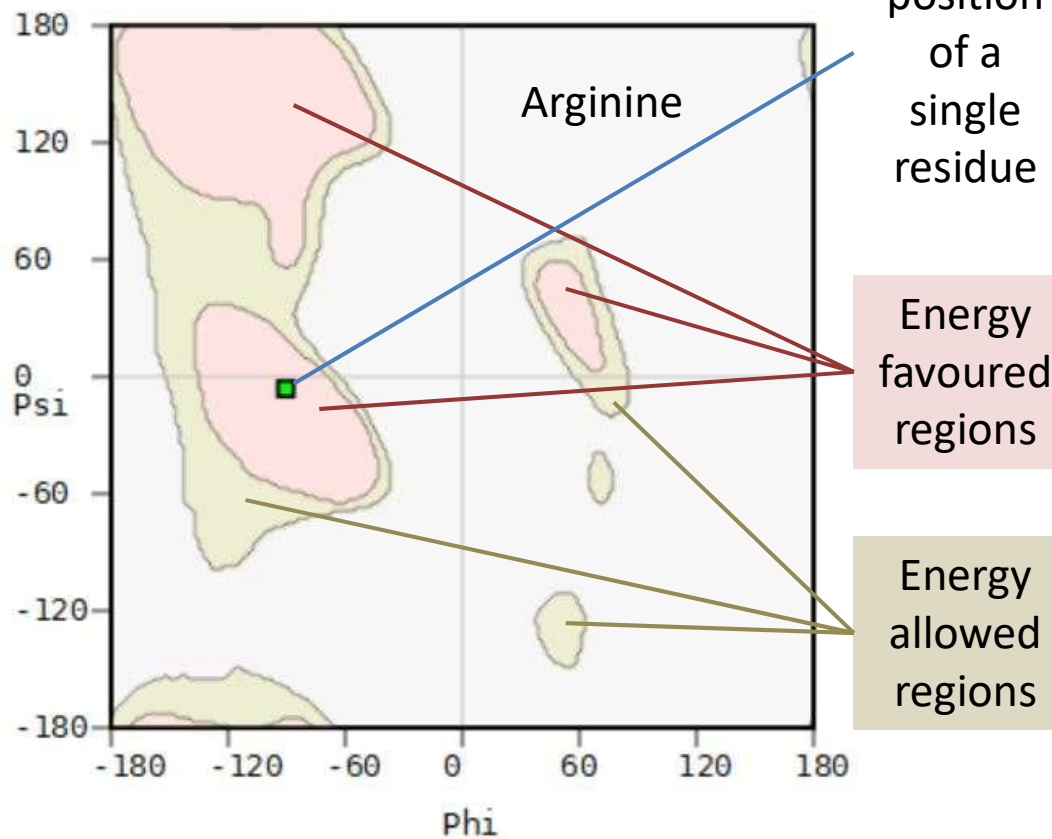 position
of a
single
residue
Arginine
180
120
60
0
Psi
-60
-120
-180
-180 -120 -60 0 60 120 180
Phi
Energy
favoured
regions
Energy
allowed
regions